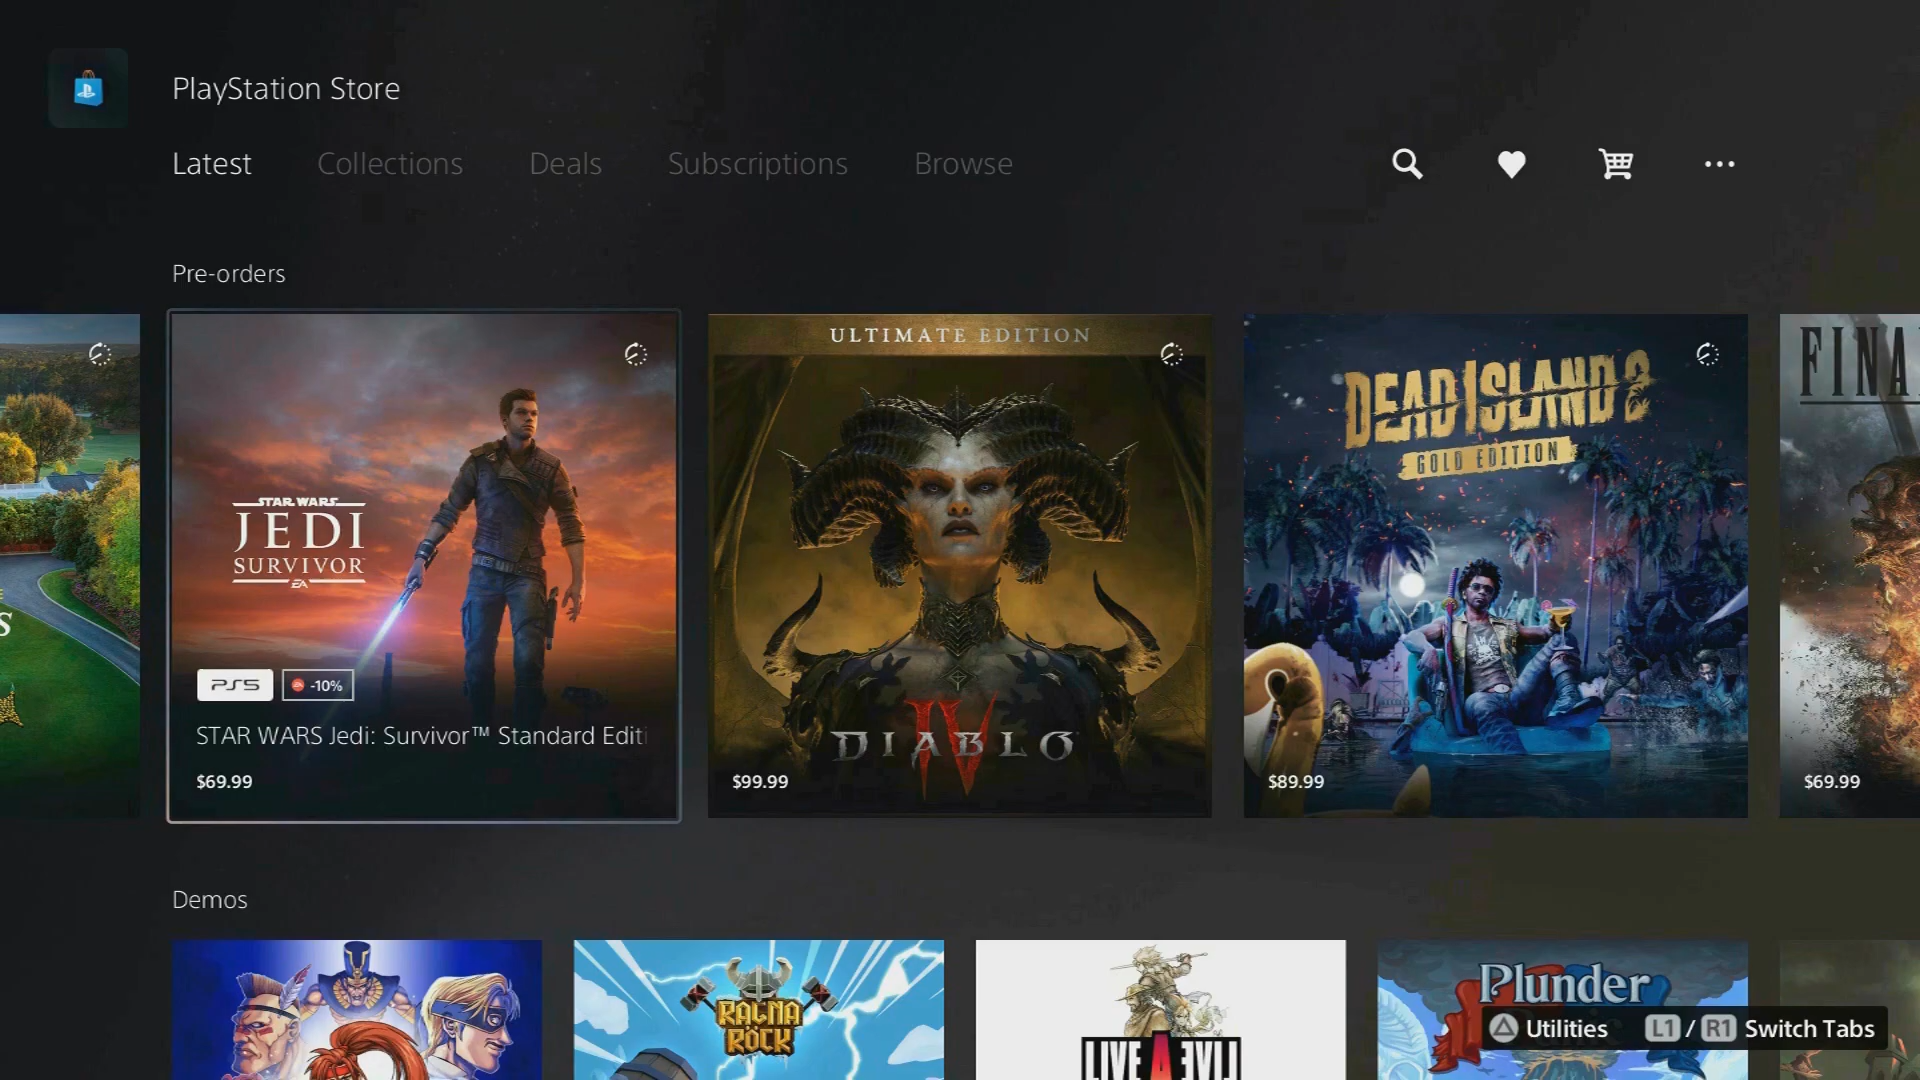 PlayStation Store
Latest
Collections
Deals
Subscriptions
Browse
Pre-orders
S
STAR WARS
JEDI
SURVIVOR
EA
PS5
-10%
STAR WARS Jedi: Survivor™ Standard Editi
$69.99
ULTIMATE EDITION
DIABLO
IV
$99.99
DEAD ISLAND 2
GOLD EDITION
$89.99
FINA
$69.99
Demos
RAGNA
RÖCK
LIVE A LIVE
Plunder
Utilities
L1 / R1 Switch Tabs